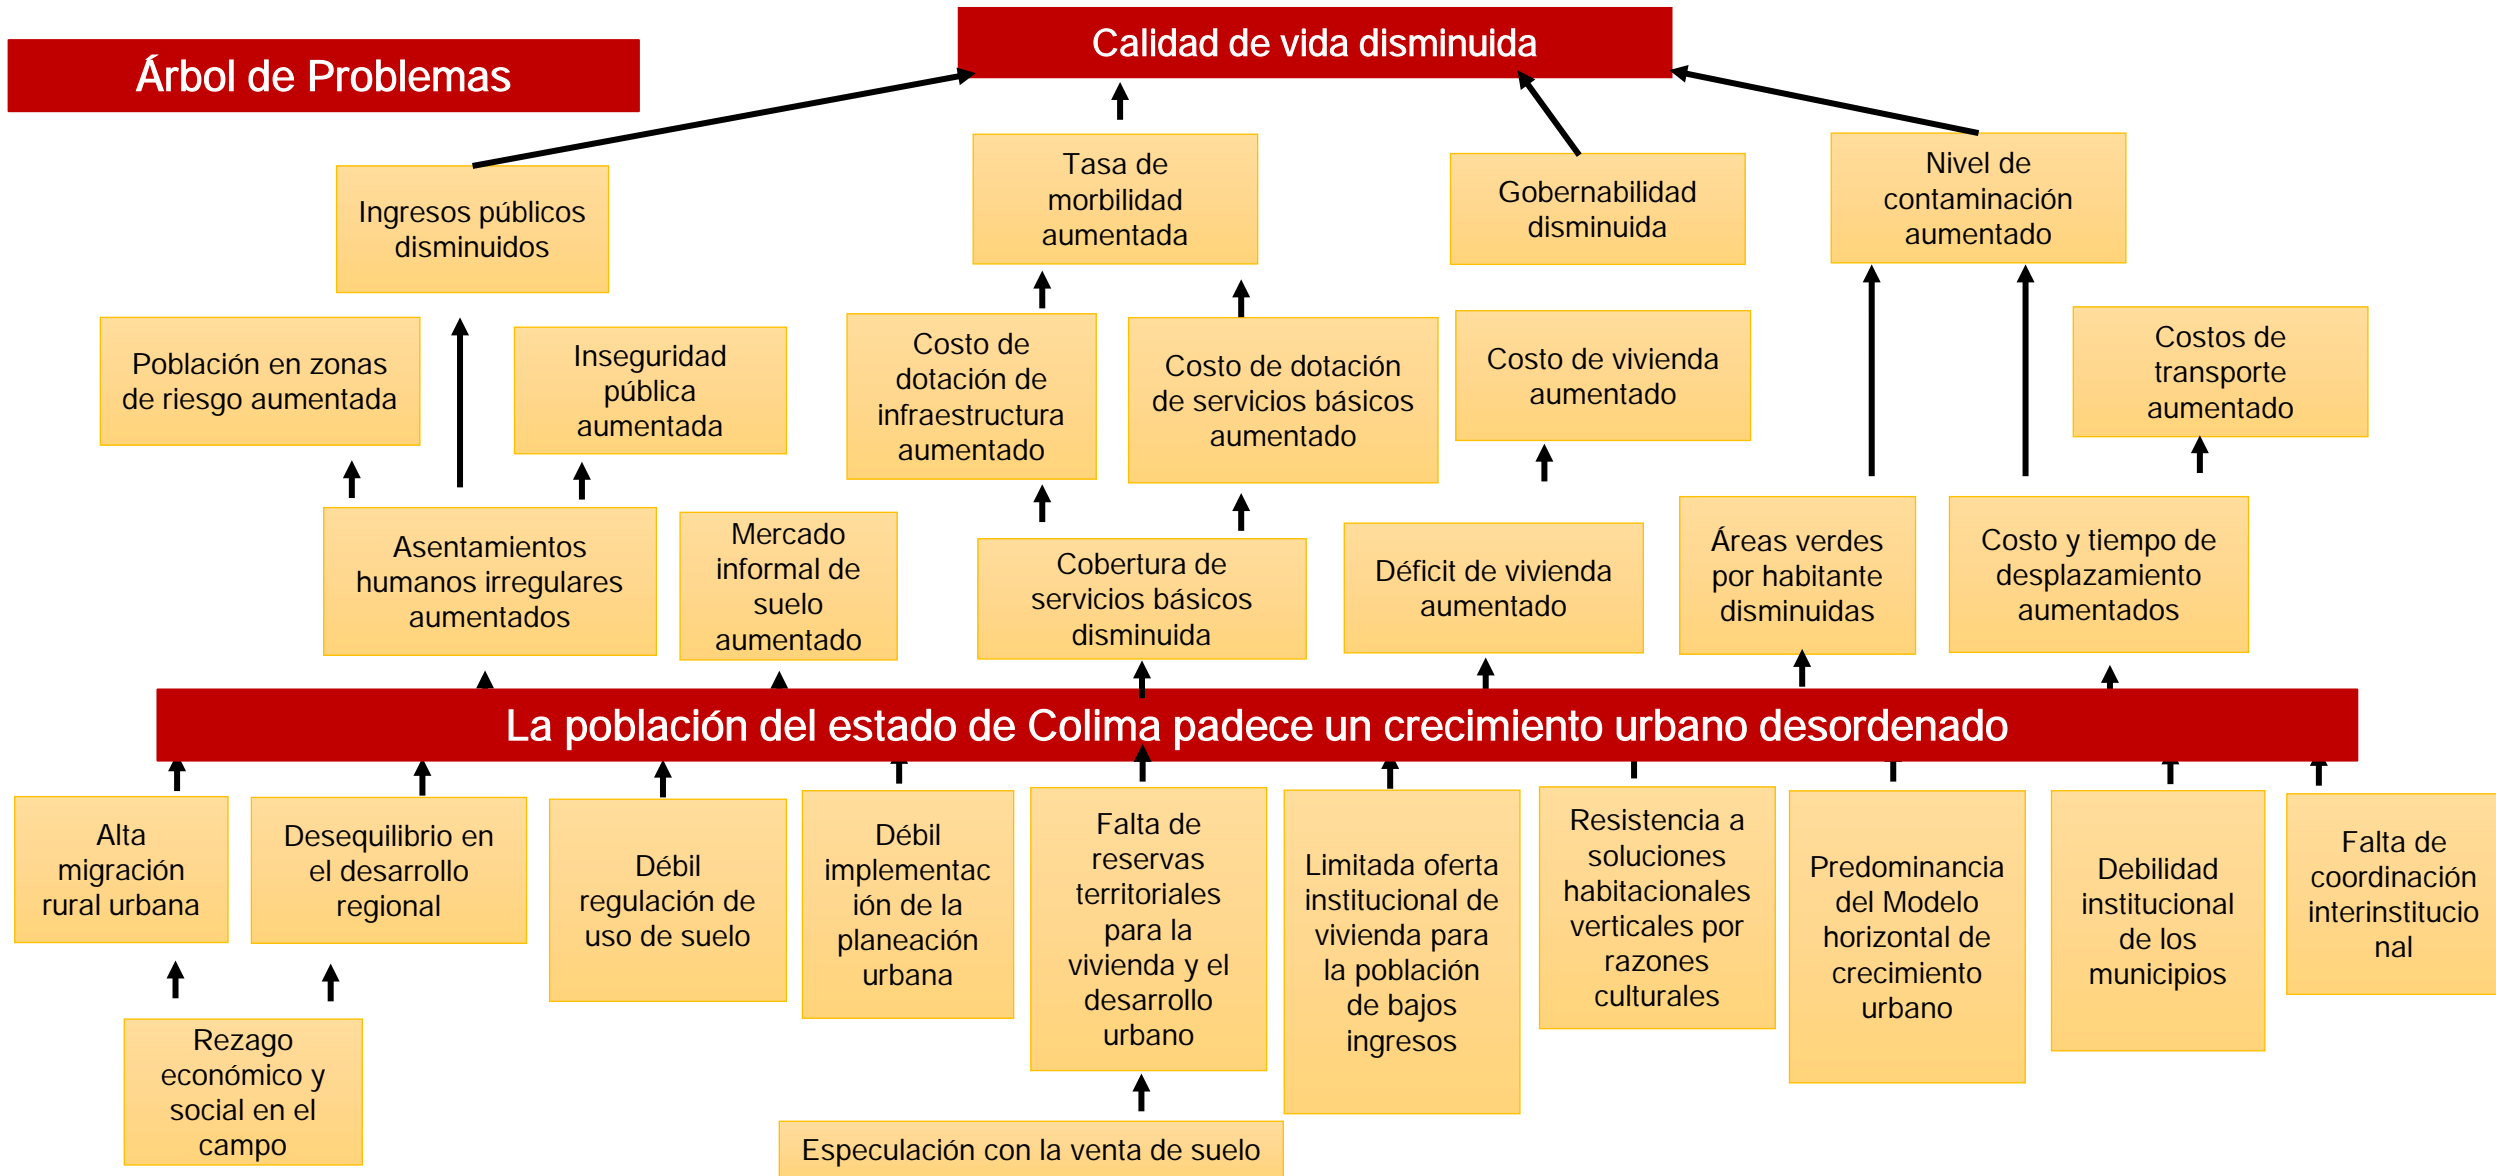 Árbol de Problemas
Calidad de vida disminuida
Ingresos públicos
disminuidos
Tasa de
morbilidad
aumentada
Gobernabilidad
disminuida
Nivel de
contaminación
aumentado
Población en zonas
de riesgo aumentada
Inseguridad
pública
aumentada
Costo de
dotación de
infraestructura
aumentado
Costo de dotación
de servicios básicos
aumentado
Costo de vivienda
aumentado
Costos de
transporte
aumentado
Asentamientos
humanos irregulares
aumentados
Mercado
informal de
suelo
aumentado
Cobertura de
servicios básicos
disminuida
Déficit de vivienda
aumentado
Áreas verdes
por habitante
disminuidas
Costo y tiempo de
desplazamiento
aumentados
La población del estado de Colima padece un crecimiento urbano desordenado
Alta
migración
rural urbana
Desequilibrio en
el desarrollo
regional
Débil
regulación de
uso de suelo
Débil
implementac
ión de la
planeación
urbana
Falta de
reservas
territoriales
para la
vivienda y el
desarrollo
urbano
Limitada oferta
institucional de
vivienda para
la población
de bajos
ingresos
Resistencia a
soluciones
habitacionales
verticales por
razones
culturales
Predominancia
del Modelo
horizontal de
crecimiento
urbano
Debilidad
institucional
de los
municipios
Falta de
coordinación
interinstitucio
nal
Rezago
económico y
social en el
campo
Especulación con la venta de suelo